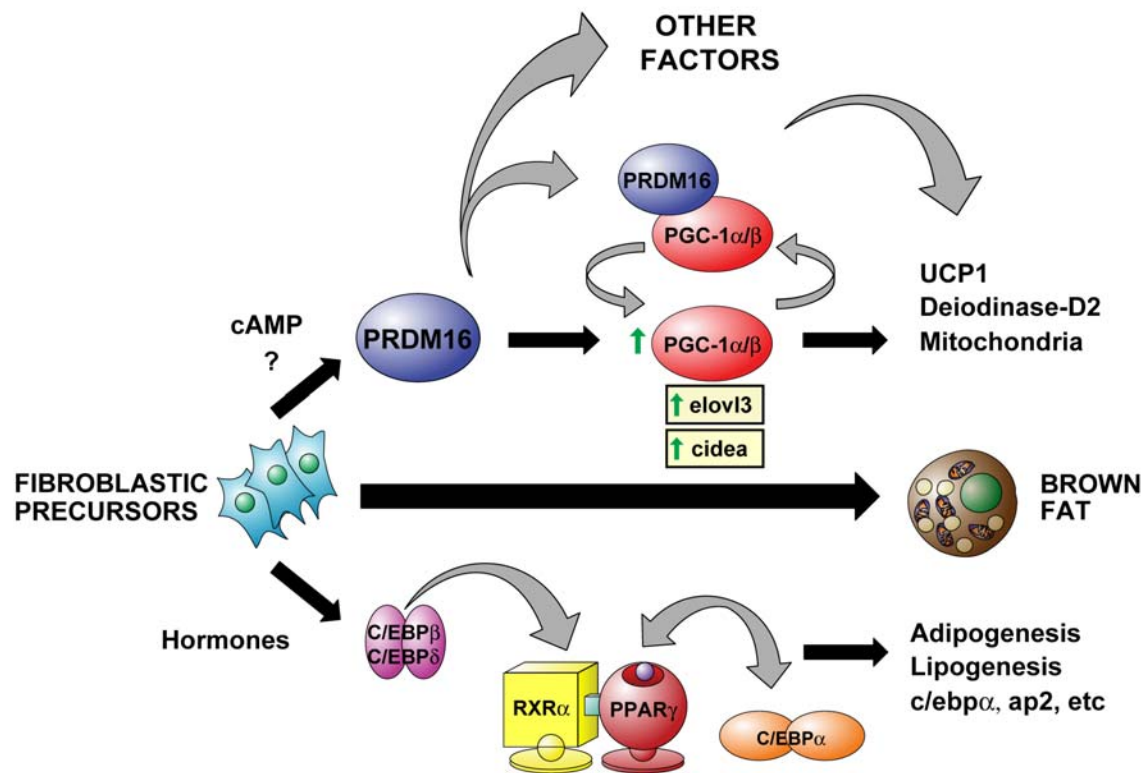 OTHER
FACTORS
PRDM16
PGC-1α/β
cAMP
?
PRDM16
PGC-1α/β
UCP1
Deiodinase-D2
Mitochondria
elovl3
cidea
FIBROBLASTIC
PRECURSORS
BROWN
FAT
Hormones
C/EBPβ
C/EBPδ
RXRα
PPARγ
C/EBPα
Adipogenesis
Lipogenesis
c/ebpα, ap2, etc